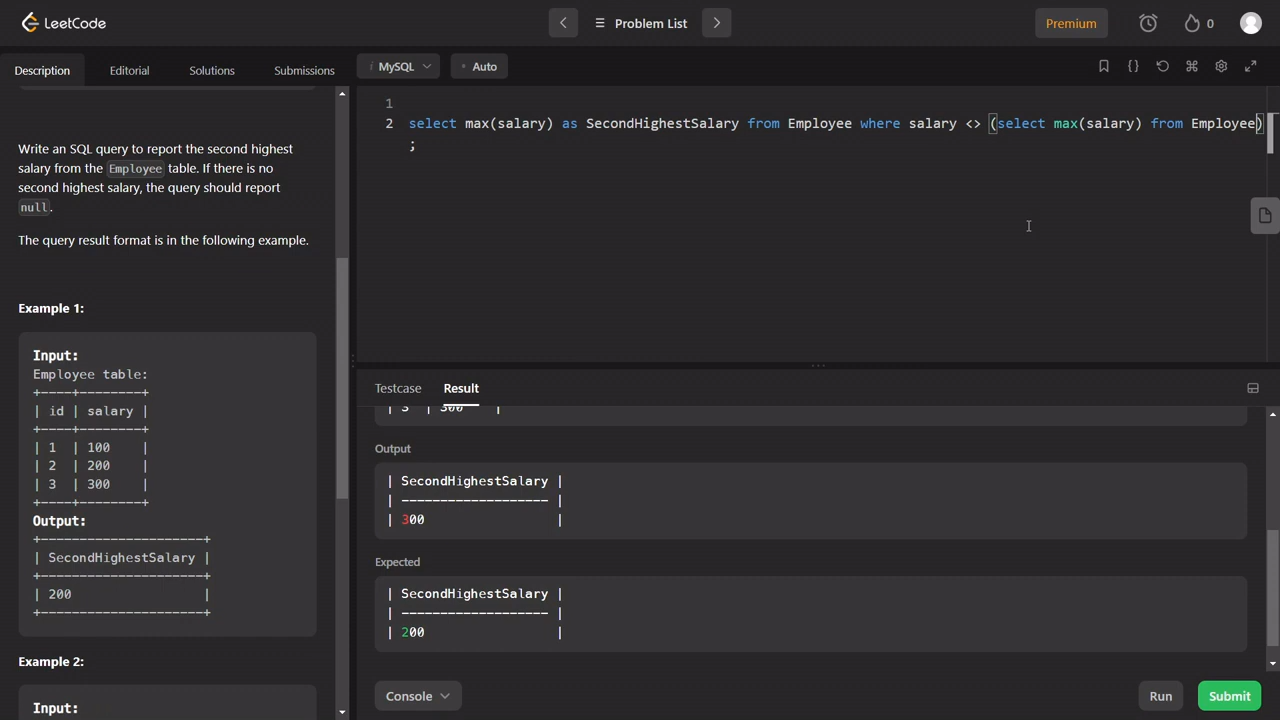 LeetCode
Problem List
Premium
0
Description
Editorial
Solutions
Submissions
i MySQL
• Auto
Write an SQL query to report the second highest
salary from the Employee table. If there is no
second highest salary, the query should report
null.
The query result format is in the following example.
Example 1:
Input:
Employee table:
+----+--------+
| id | salary |
+----+--------+
| 1  | 100    |
| 2  | 200    |
| 3  | 300    |
+----+--------+
Output:
+---------------------+
| SecondHighestSalary |
+---------------------+
| 200                 |
+---------------------+
Example 2:
Input:
1
2 select max(salary) as SecondHighestSalary from Employee where salary <> (select max(salary) from Employee)
;
Testcase
Result
| 3 | 300 |
Output
| SecondHighestSalary |
| ------------------- |
| 300                 |
Expected
| SecondHighestSalary |
| ------------------- |
| 200                 |
Console
Run
Submit